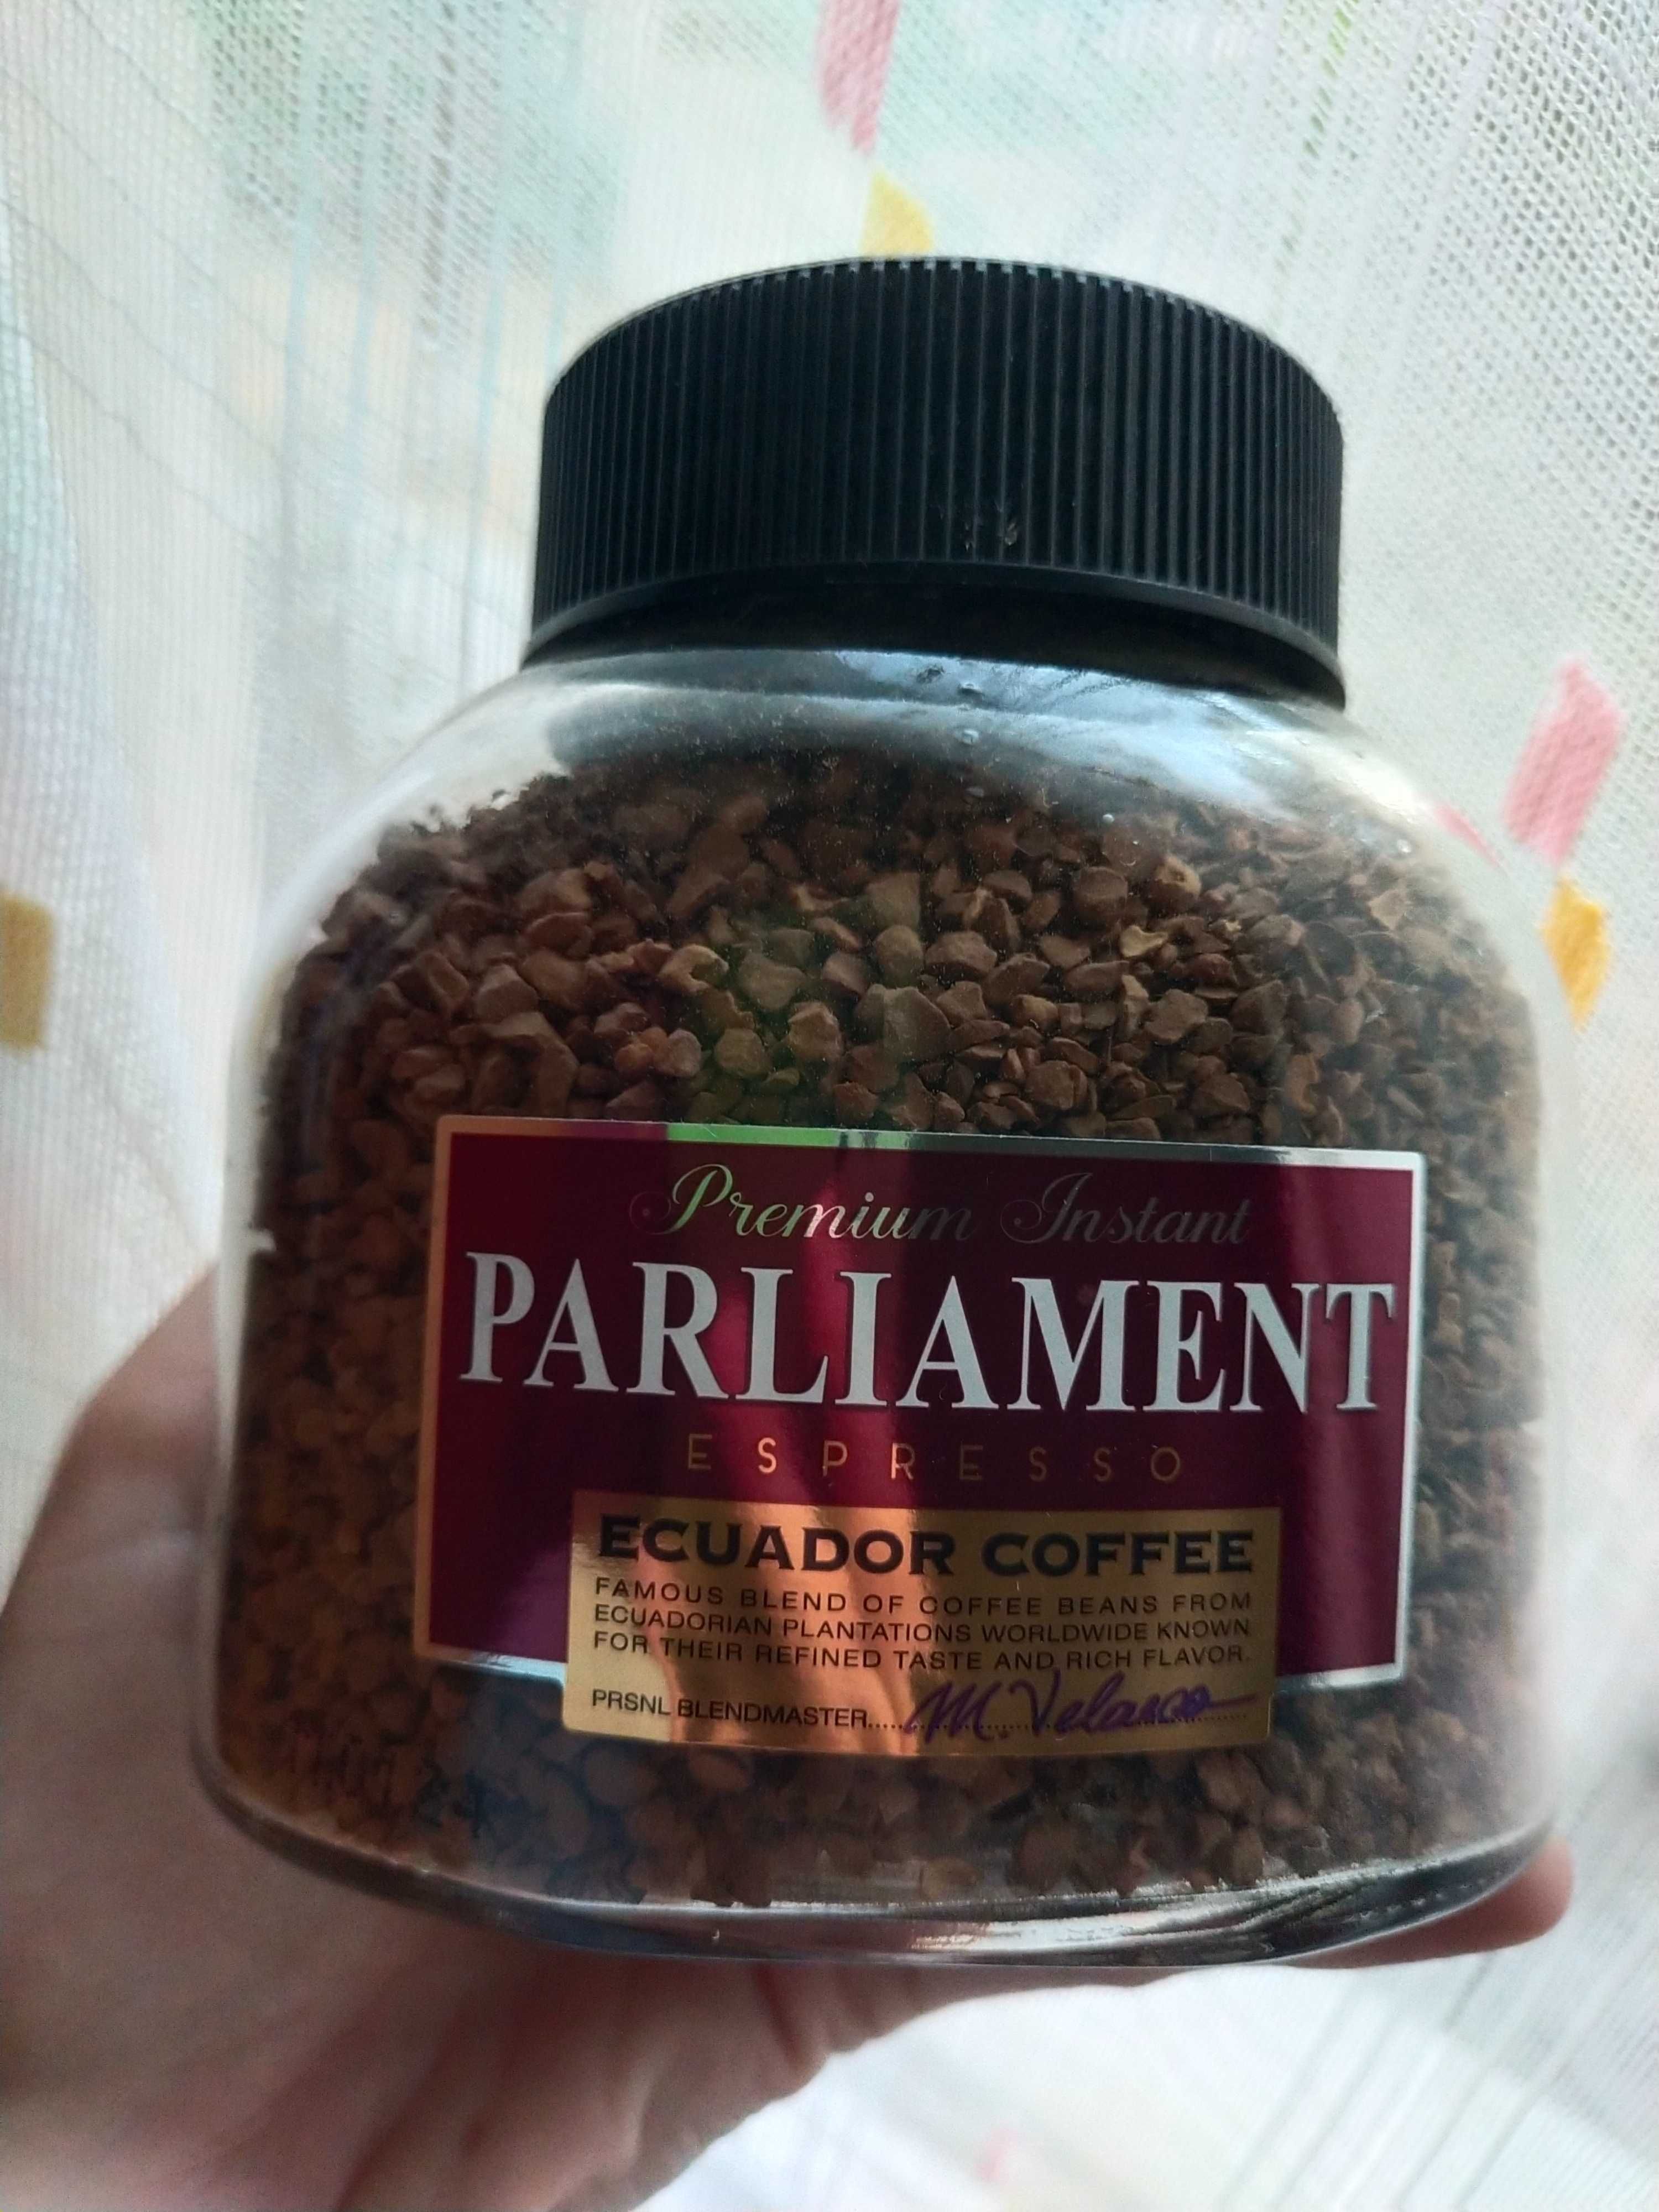 Premium Instant
PARLIAMENT
ESPRESSO
ECUADOR COFFEE
FAMOUS BLEND OF COFFEE BEANS FROM
ECUADORIAN PLANTATIONS WORLDWIDE KNOWN
FOR THEIR REFINED TASTE AND RICH FLAVOR.
PRSNL BLENDMASTER..... M. Velasco